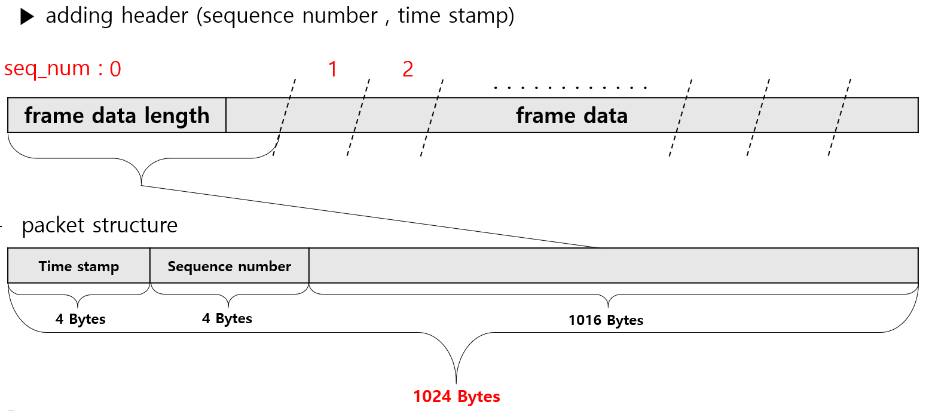 ▶ adding header (sequence number , time stamp)
seq_num : 0 1 2
frame data length frame data
packet structure
Time stamp Sequence number
4 Bytes 4 Bytes 1016 Bytes
1024 Bytes